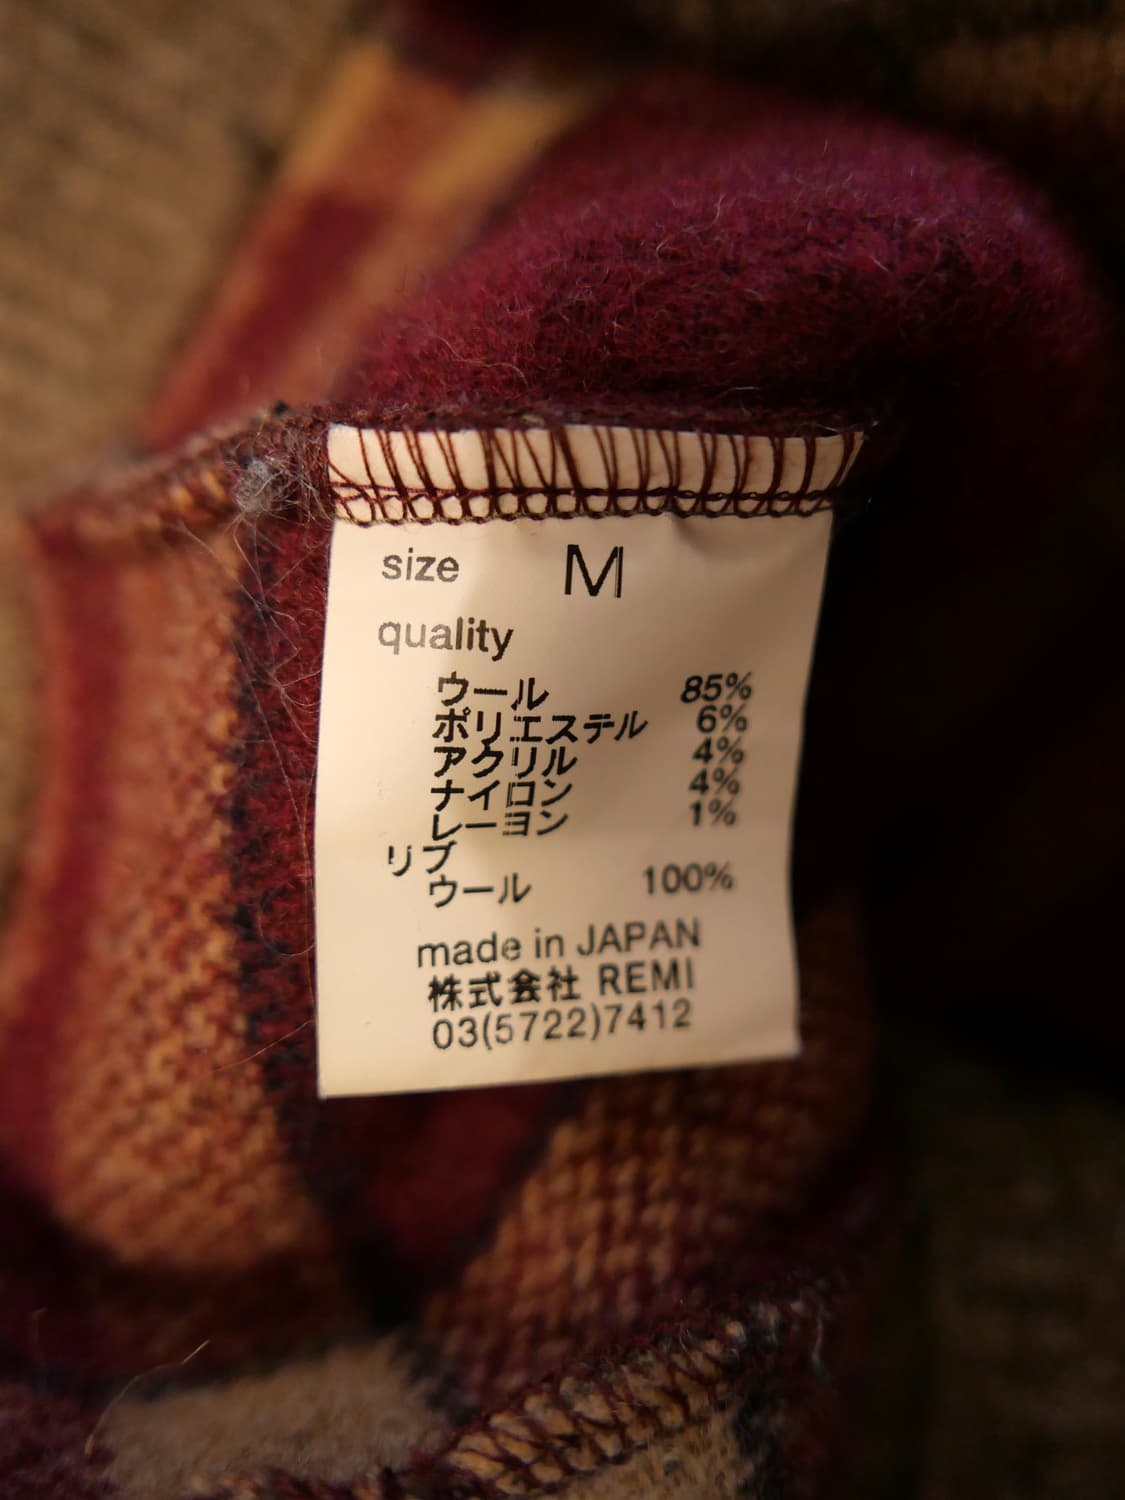 size M
quality
ウール 85%
ポリエステル 6%
アクリル 4%
ナイロン 4%
レーヨン 1%
リブ
ウール 100%
made in JAPAN
株式会社 REMI
03(5722)7412